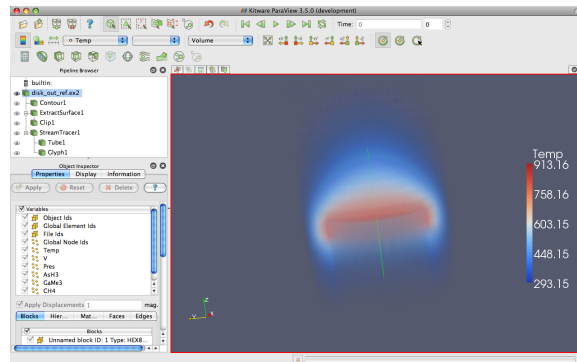 Kitware ParaView 3.5.0 (development)
Time: 0
0
Temp
Volume
Pipeline Browser
builtin:
disk_out_ref.ex2
Contour1
ExtractSurface1
Clip1
StreamTracer1
Tube1
Glyph1
Object Inspector
Properties Display Information
Apply Reset Delete ?
Variables
Object Ids
Global Element Ids
File Ids
Global Node Ids
Temp
V
Pres
AsH3
GaMe3
CH4
Apply Displacements 1 mag.
Blocks Hier... Mat... Faces Edges
Blocks
Unnamed block ID: 1 Type: HEX8...
Temp
913.16
758.16
603.15
448.15
293.15